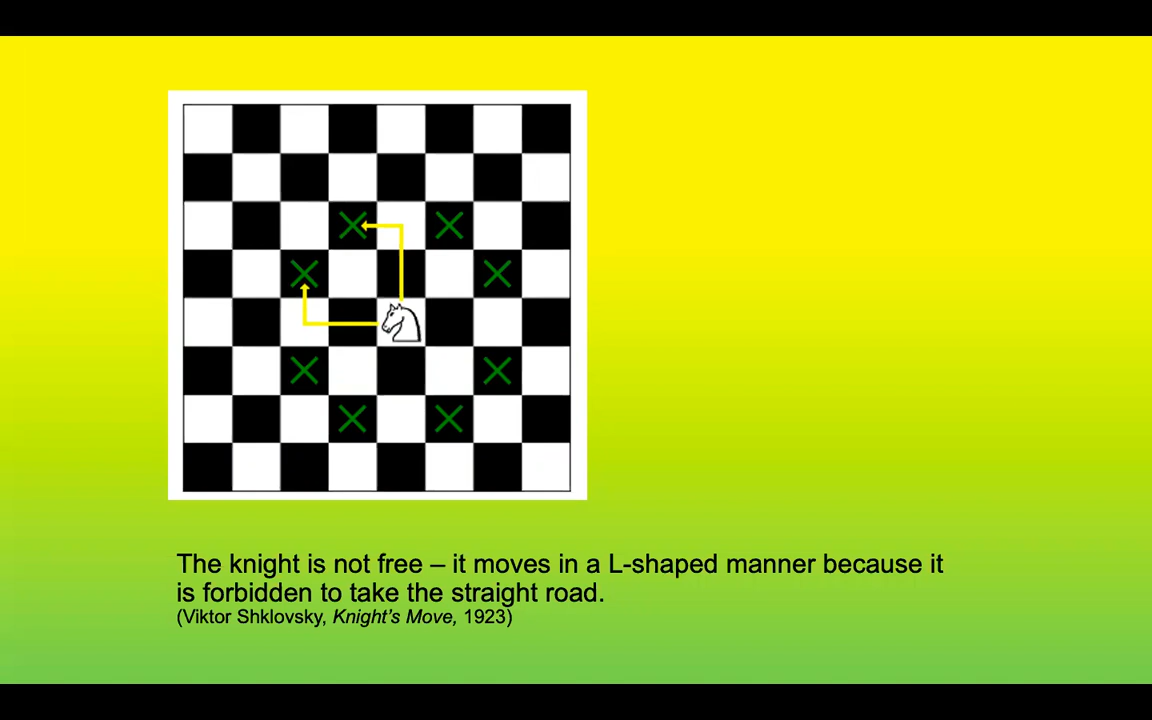 The knight is not free – it moves in a L-shaped manner because it
is forbidden to take the straight road.
(Viktor Shklovsky, Knight's Move, 1923)